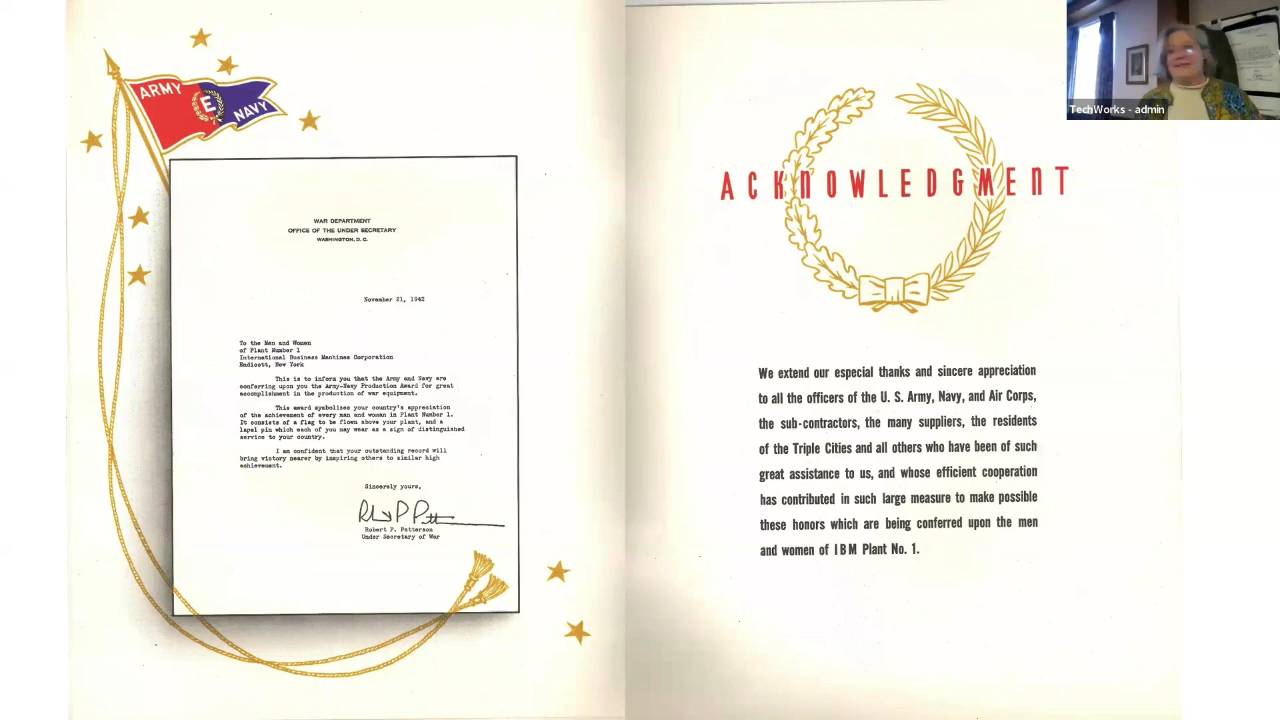 ARMY
E
NAVY
WAR DEPARTMENT
OFFICE OF THE UNDER SECRETARY
WASHINGTON, D. C.
November 21, 1942
To the Men and Women
of Plant Number 1
International Business Machines Corporation
Endicott, New York
This is to inform you that the Army and Navy are
conferring upon you the Army-Navy Production Award for great
accomplishment in the production of war equipment.
This award symbolizes your country's appreciation
of the achievement of every man and woman in Plant Number 1.
It consists of a flag to be flown above your plant, and a
lapel pin which each of you may wear as a sign of distinguished
service to your country.
I am confident that your outstanding record will
bring victory nearer by inspiring others to similar high
achievement.
Sincerely yours,
Robert P. Patterson
Under Secretary of War
ACKNOWLEDGMENT
We extend our especial thanks and sincere appreciation
to all the officers of the U. S. Army, Navy, and Air Corps,
the sub-contractors, the many suppliers, the residents
of the Triple Cities and all others who have been of such
great assistance to us, and whose efficient cooperation
has contributed in such large measure to make possible
these honors which are being conferred upon the men
and women of IBM Plant No. 1.
TechWorks - admin